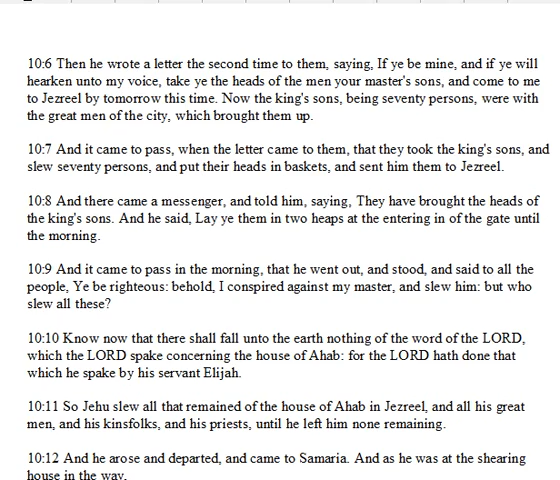 10:6 Then he wrote a letter the second time to them, saying, If ye be mine, and if ye will
hearken unto my voice, take ye the heads of the men your master's sons, and come to me
to Jezreel by tomorrow this time. Now the king's sons, being seventy persons, were with
the great men of the city, which brought them up.
10:7 And it came to pass, when the letter came to them, that they took the king's sons, and
slew seventy persons, and put their heads in baskets, and sent him them to Jezreel.
10:8 And there came a messenger, and told him, saying, They have brought the heads of
the king's sons. And he said, Lay ye them in two heaps at the entering in of the gate until
the morning.
10:9 And it came to pass in the morning, that he went out, and stood, and said to all the
people, Ye be righteous: behold, I conspired against my master, and slew him: but who
slew all these?
10:10 Know now that there shall fall unto the earth nothing of the word of the LORD,
which the LORD spake concerning the house of Ahab: for the LORD hath done that
which he spake by his servant Elijah.
10:11 So Jehu slew all that remained of the house of Ahab in Jezreel, and all his great
men, and his kinsfolks, and his priests, until he left him none remaining.
10:12 And he arose and departed, and came to Samaria. And as he was at the shearing
house in the way,